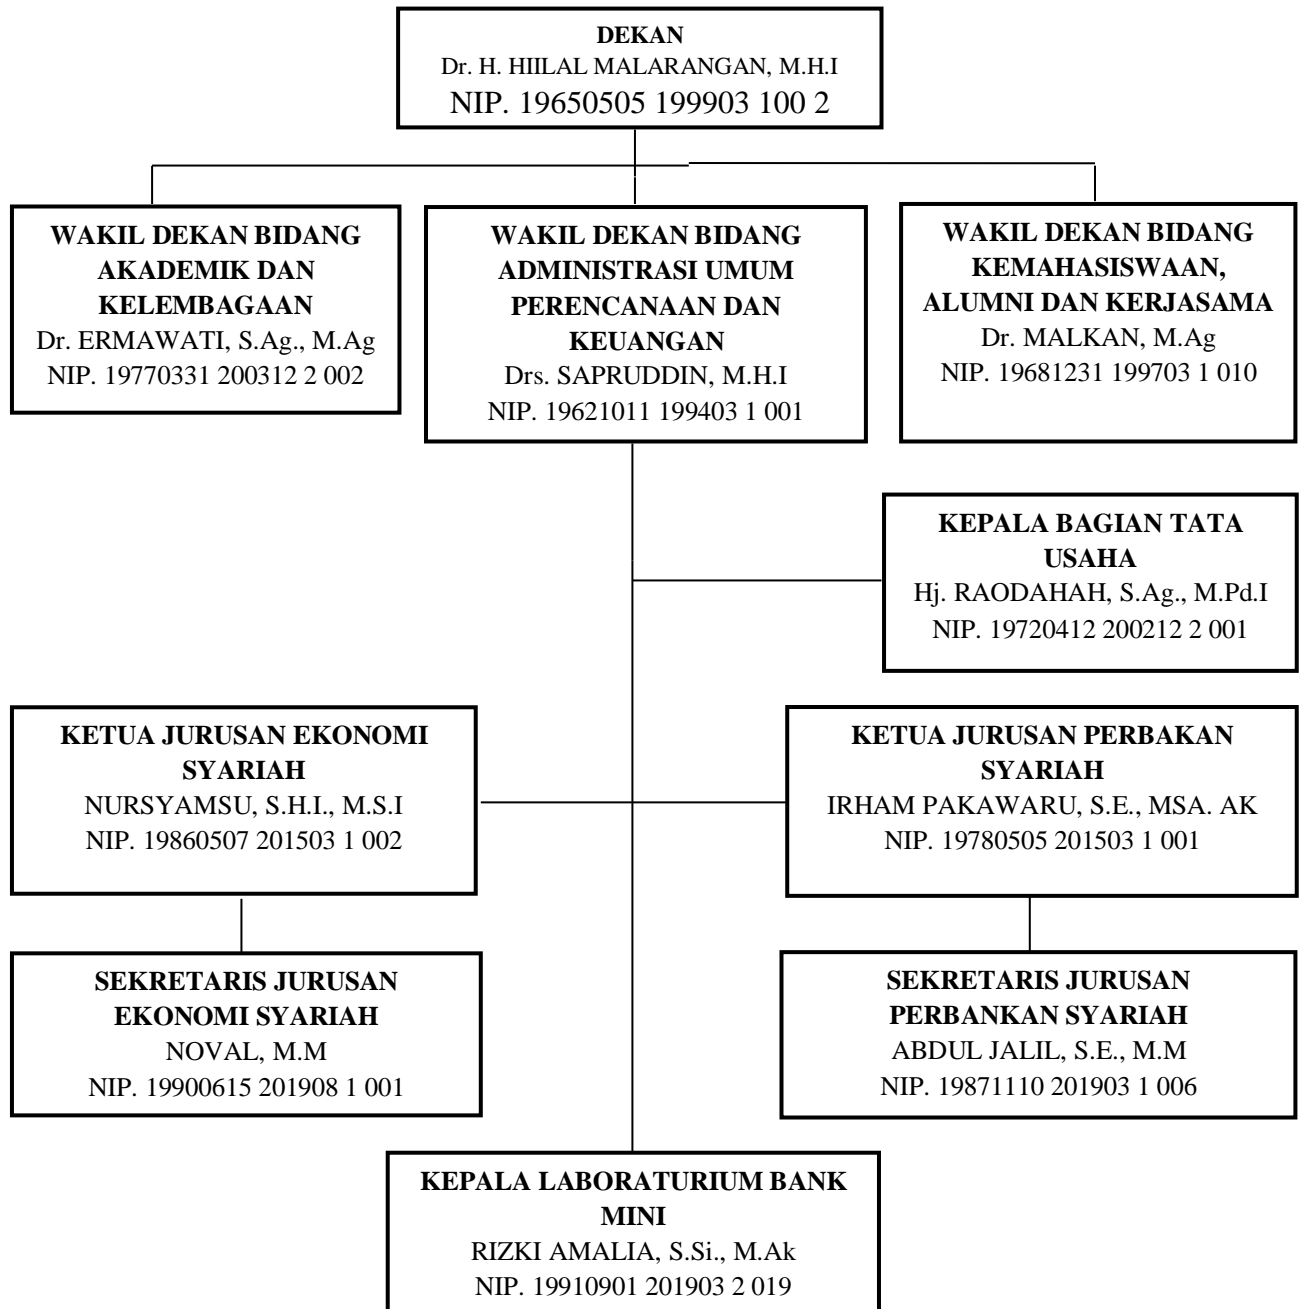 DEKAN
Dr. H. HIILAL MALARANGAN, M.H.I
NIP. 19650505 199903 100 2
WAKIL DEKAN BIDANG
AKADEMIK DAN
KELEMBAGAAN
Dr. ERMAWATI, S.Ag., M.Ag
NIP. 19770331 200312 2 002
WAKIL DEKAN BIDANG
ADMINISTRASI UMUM
PERENCANAAN DAN
KEUANGAN
Drs. SAPRUDDIN, M.H.I
NIP. 19621011 199403 1 001
WAKIL DEKAN BIDANG
KEMAHASISWAAN,
ALUMNI DAN KERJASAMA
Dr. MALKAN, M.Ag
NIP. 19681231 199703 1 010
KEPALA BAGIAN TATA
USAHA
Hj. RAODAHAH, S.Ag., M.Pd.I
NIP. 19720412 200212 2 001
KETUA JURUSAN EKONOMI
SYARIAH
NURSYAMSU, S.H.I., M.S.I
NIP. 19860507 201503 1 002
KETUA JURUSAN PERBAKAN
SYARIAH
IRHAM PAKAWARU, S.E., MSA. AK
NIP. 19780505 201503 1 001
SEKRETARIS JURUSAN
EKONOMI SYARIAH
NOVAL, M.M
NIP. 19900615 201908 1 001
SEKRETARIS JURUSAN
PERBANKAN SYARIAH
ABDUL JALIL, S.E., M.M
NIP. 19871110 201903 1 006
KEPALA LABORATURIUM BANK
MINI
RIZKI AMALIA, S.Si., M.Ak
NIP. 19910901 201903 2 019